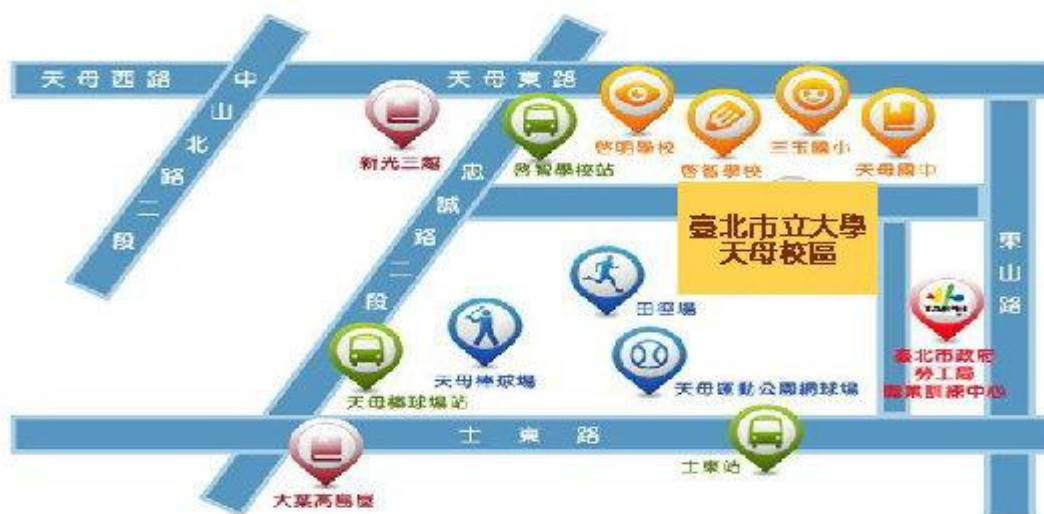 天母西路
中山北路二段
天母東路
新光三越
啓智學校站
啓明學校
啓智學校
三玉國小
天母國中
忠誠路二段
臺北市立大學
天母校區
東山路
田徑場
TAIPEI
臺北市政府
勞工局
職業訓練中心
天母棒球場
天母運動公園網球場
天母棒球場站
士東路
士東站
大葉高島屋